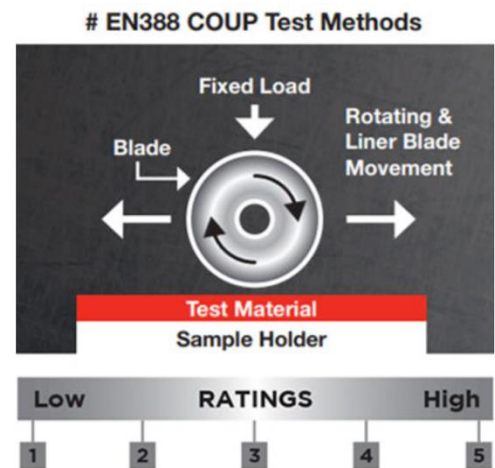 # EN388 COUP Test Methods
Fixed Load
Blade
Rotating &
Liner Blade
Movement
Test Material
Sample Holder
Low RATINGS High
1 2 3 4 5